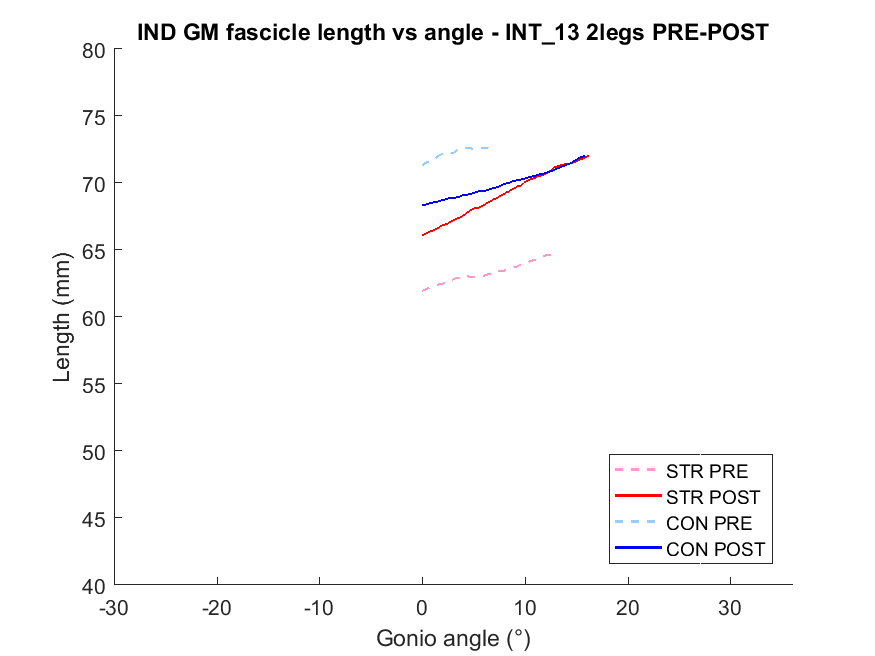 IND GM fascicle length vs angle - INT_13 2legs PRE-POST
80
75
70
65
60
55
50
45
40
Length (mm)
-30
-20
-10
0
10
20
30
Gonio angle (°)
STR PRE
STR POST
CON PRE
CON POST